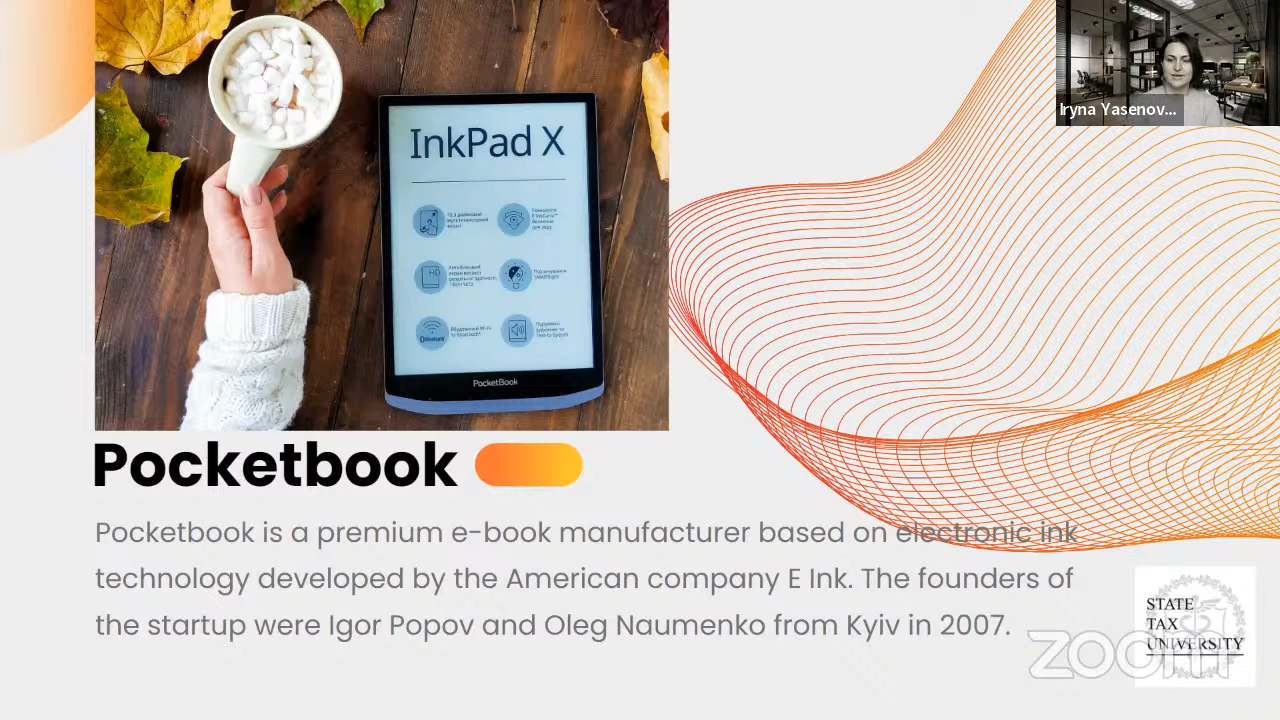 Iryna Yasenov...
InkPad X
HD
Bluetooth
PocketBook
Pocketbook
Pocketbook is a premium e-book manufacturer based on electronic ink
technology developed by the American company E Ink. The founders of
the startup were Igor Popov and Oleg Naumenko from Kyiv in 2007.
STATE
TAX
UNIVERSITY
zoom